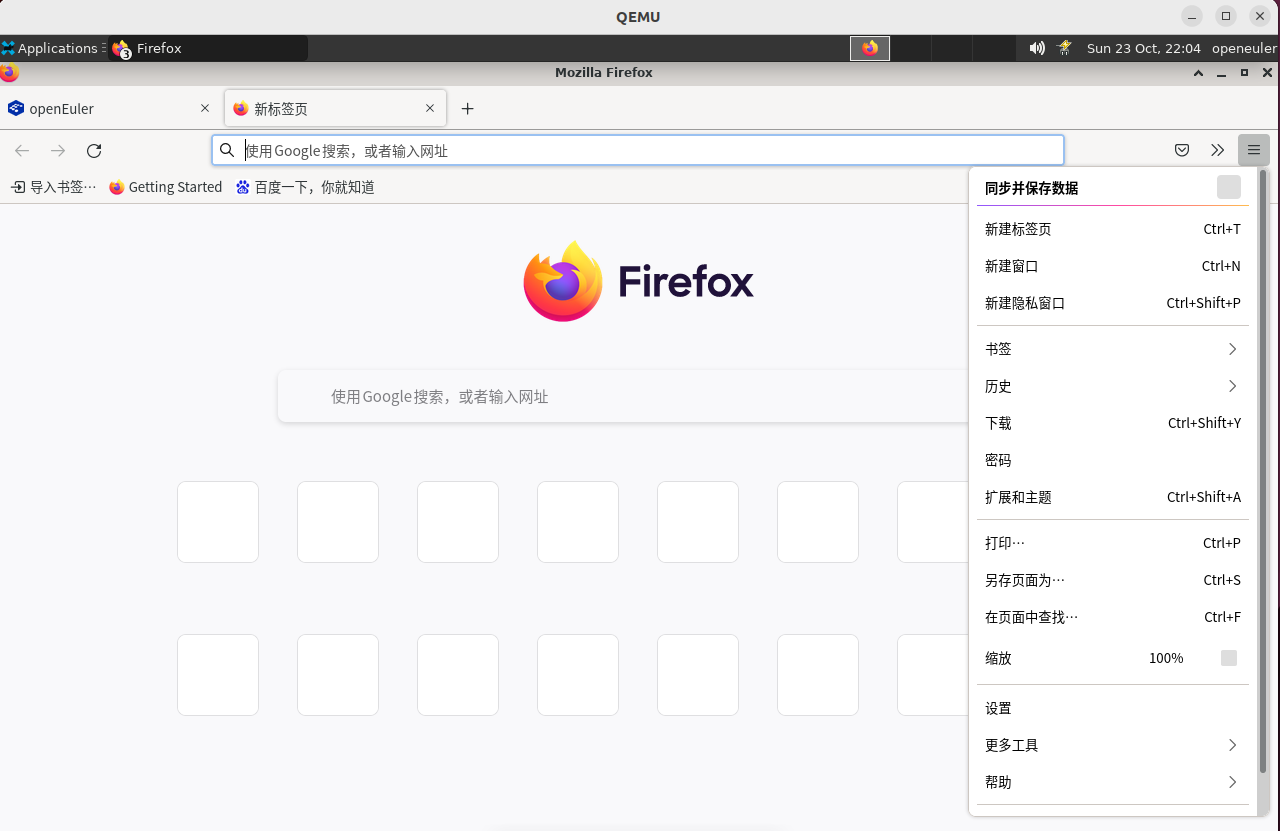 QEMU
Applications
3 Firefox
Sun 23 Oct, 22:04 openeuler
Mozilla Firefox
openEuler
新标签页
使用Google搜索，或者输入网址
导入书签…
Getting Started
百度一下，你就知道
Firefox
使用Google搜索，或者输入网址
同步并保存数据
新建标签页 Ctrl+T
新建窗口 Ctrl+N
新建隐私窗口 Ctrl+Shift+P
书签
历史
下载 Ctrl+Shift+Y
密码
扩展和主题 Ctrl+Shift+A
打印… Ctrl+P
另存页面为… Ctrl+S
在页面中查找… Ctrl+F
缩放 100%
设置
更多工具
帮助